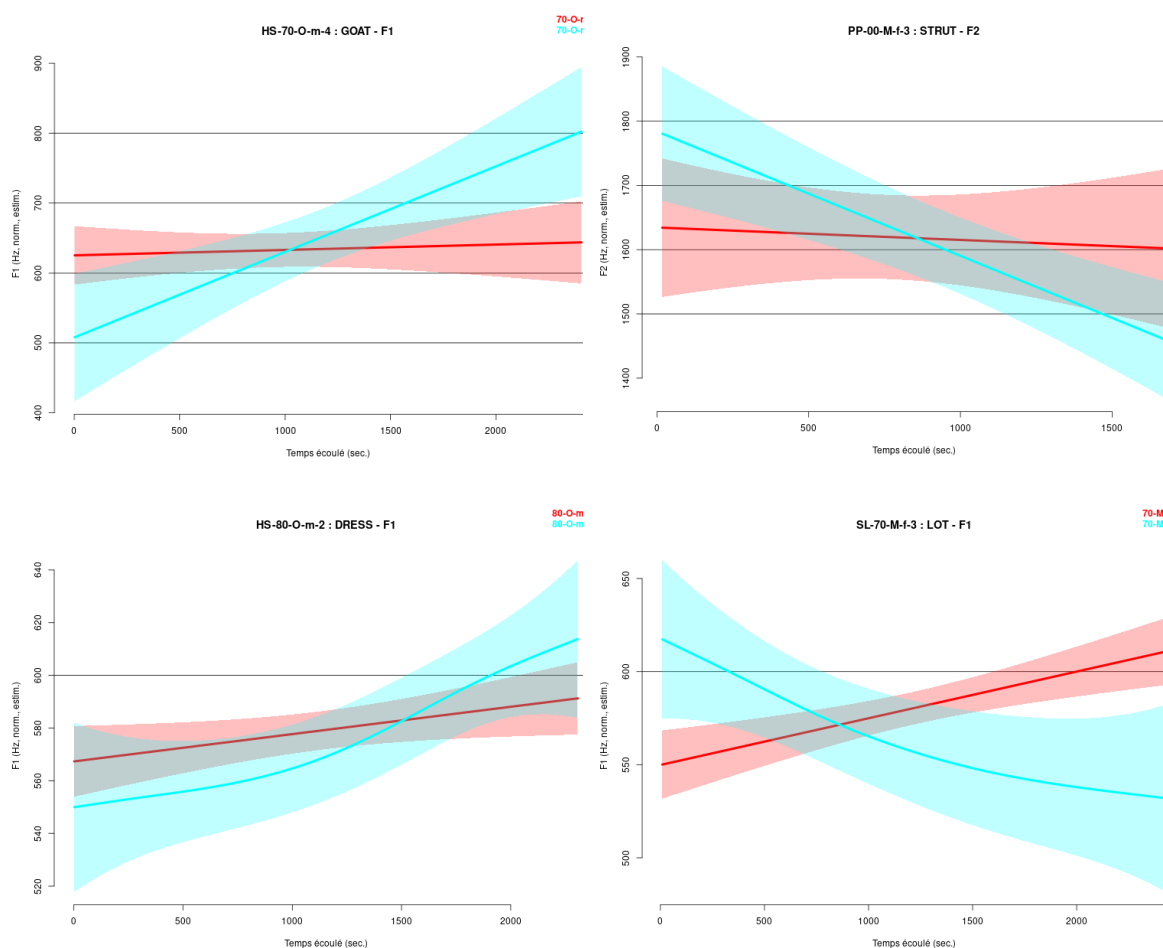 70-O-
70-O-
HS-70-O-m-4 : GOAT - F1
F1 (Hz, norm., estim.)
900
800
700
600
500
400
0 500 1000 1500 2000
Temps écoulé (sec.)
PP-00-M-f-3 : STRUT - F2
F2 (Hz, norm., estim.)
1900
1800
1700
1600
1500
1400
0 500 1000 1500
Temps écoulé (sec.)
80-O-m
80-O-m
HS-80-O-m-2 : DRESS - F1
F1 (Hz, norm., estim.)
640
620
600
580
560
540
520
0 500 1000 1500 2000
Temps écoulé (sec.)
70-M
70-M
SL-70-M-f-3 : LOT - F1
F1 (Hz, norm., estim.)
650
600
550
500
0 500 1000 1500 2000
Temps écoulé (sec.)